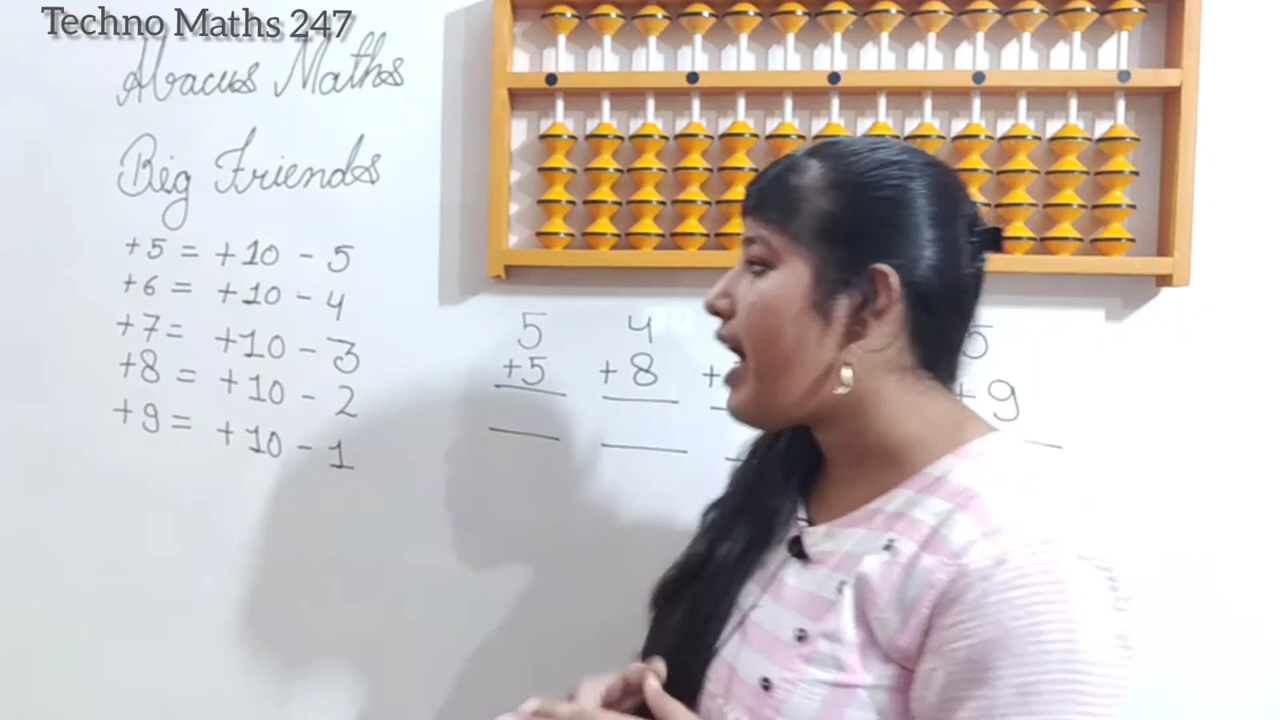 Techno Maths 247
Abacus Maths
Big Friends
+5 = +10 - 5
+6 = +10 - 4
+7 = +10 - 3
+8 = +10 - 2
+9 = +10 - 1
5 4 5
+5 +8 + +9